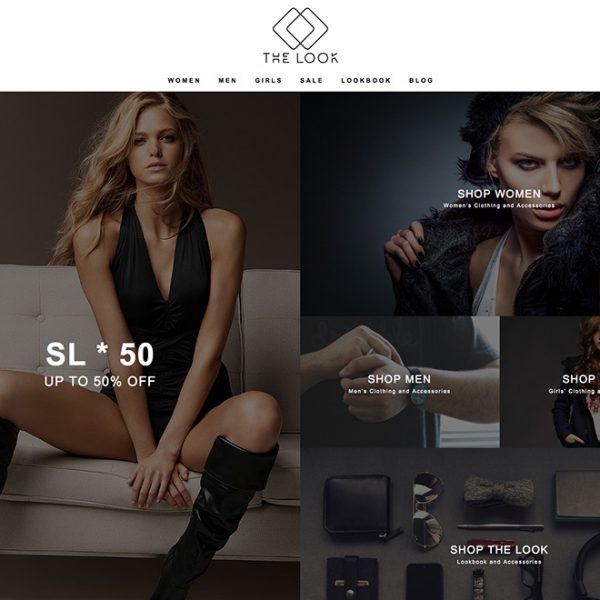 THE LOOK
WOMEN MEN GIRLS SALE LOOKBOOK BLOG
SL * 50
UP TO 50% OFF
SHOP WOMEN
Women's Clothing and Accessories
SHOP MEN
Men's Clothing and Accessories
SHOP
Girls' Clothing a
SHOP THE LOOK
Lookbook and Accessories